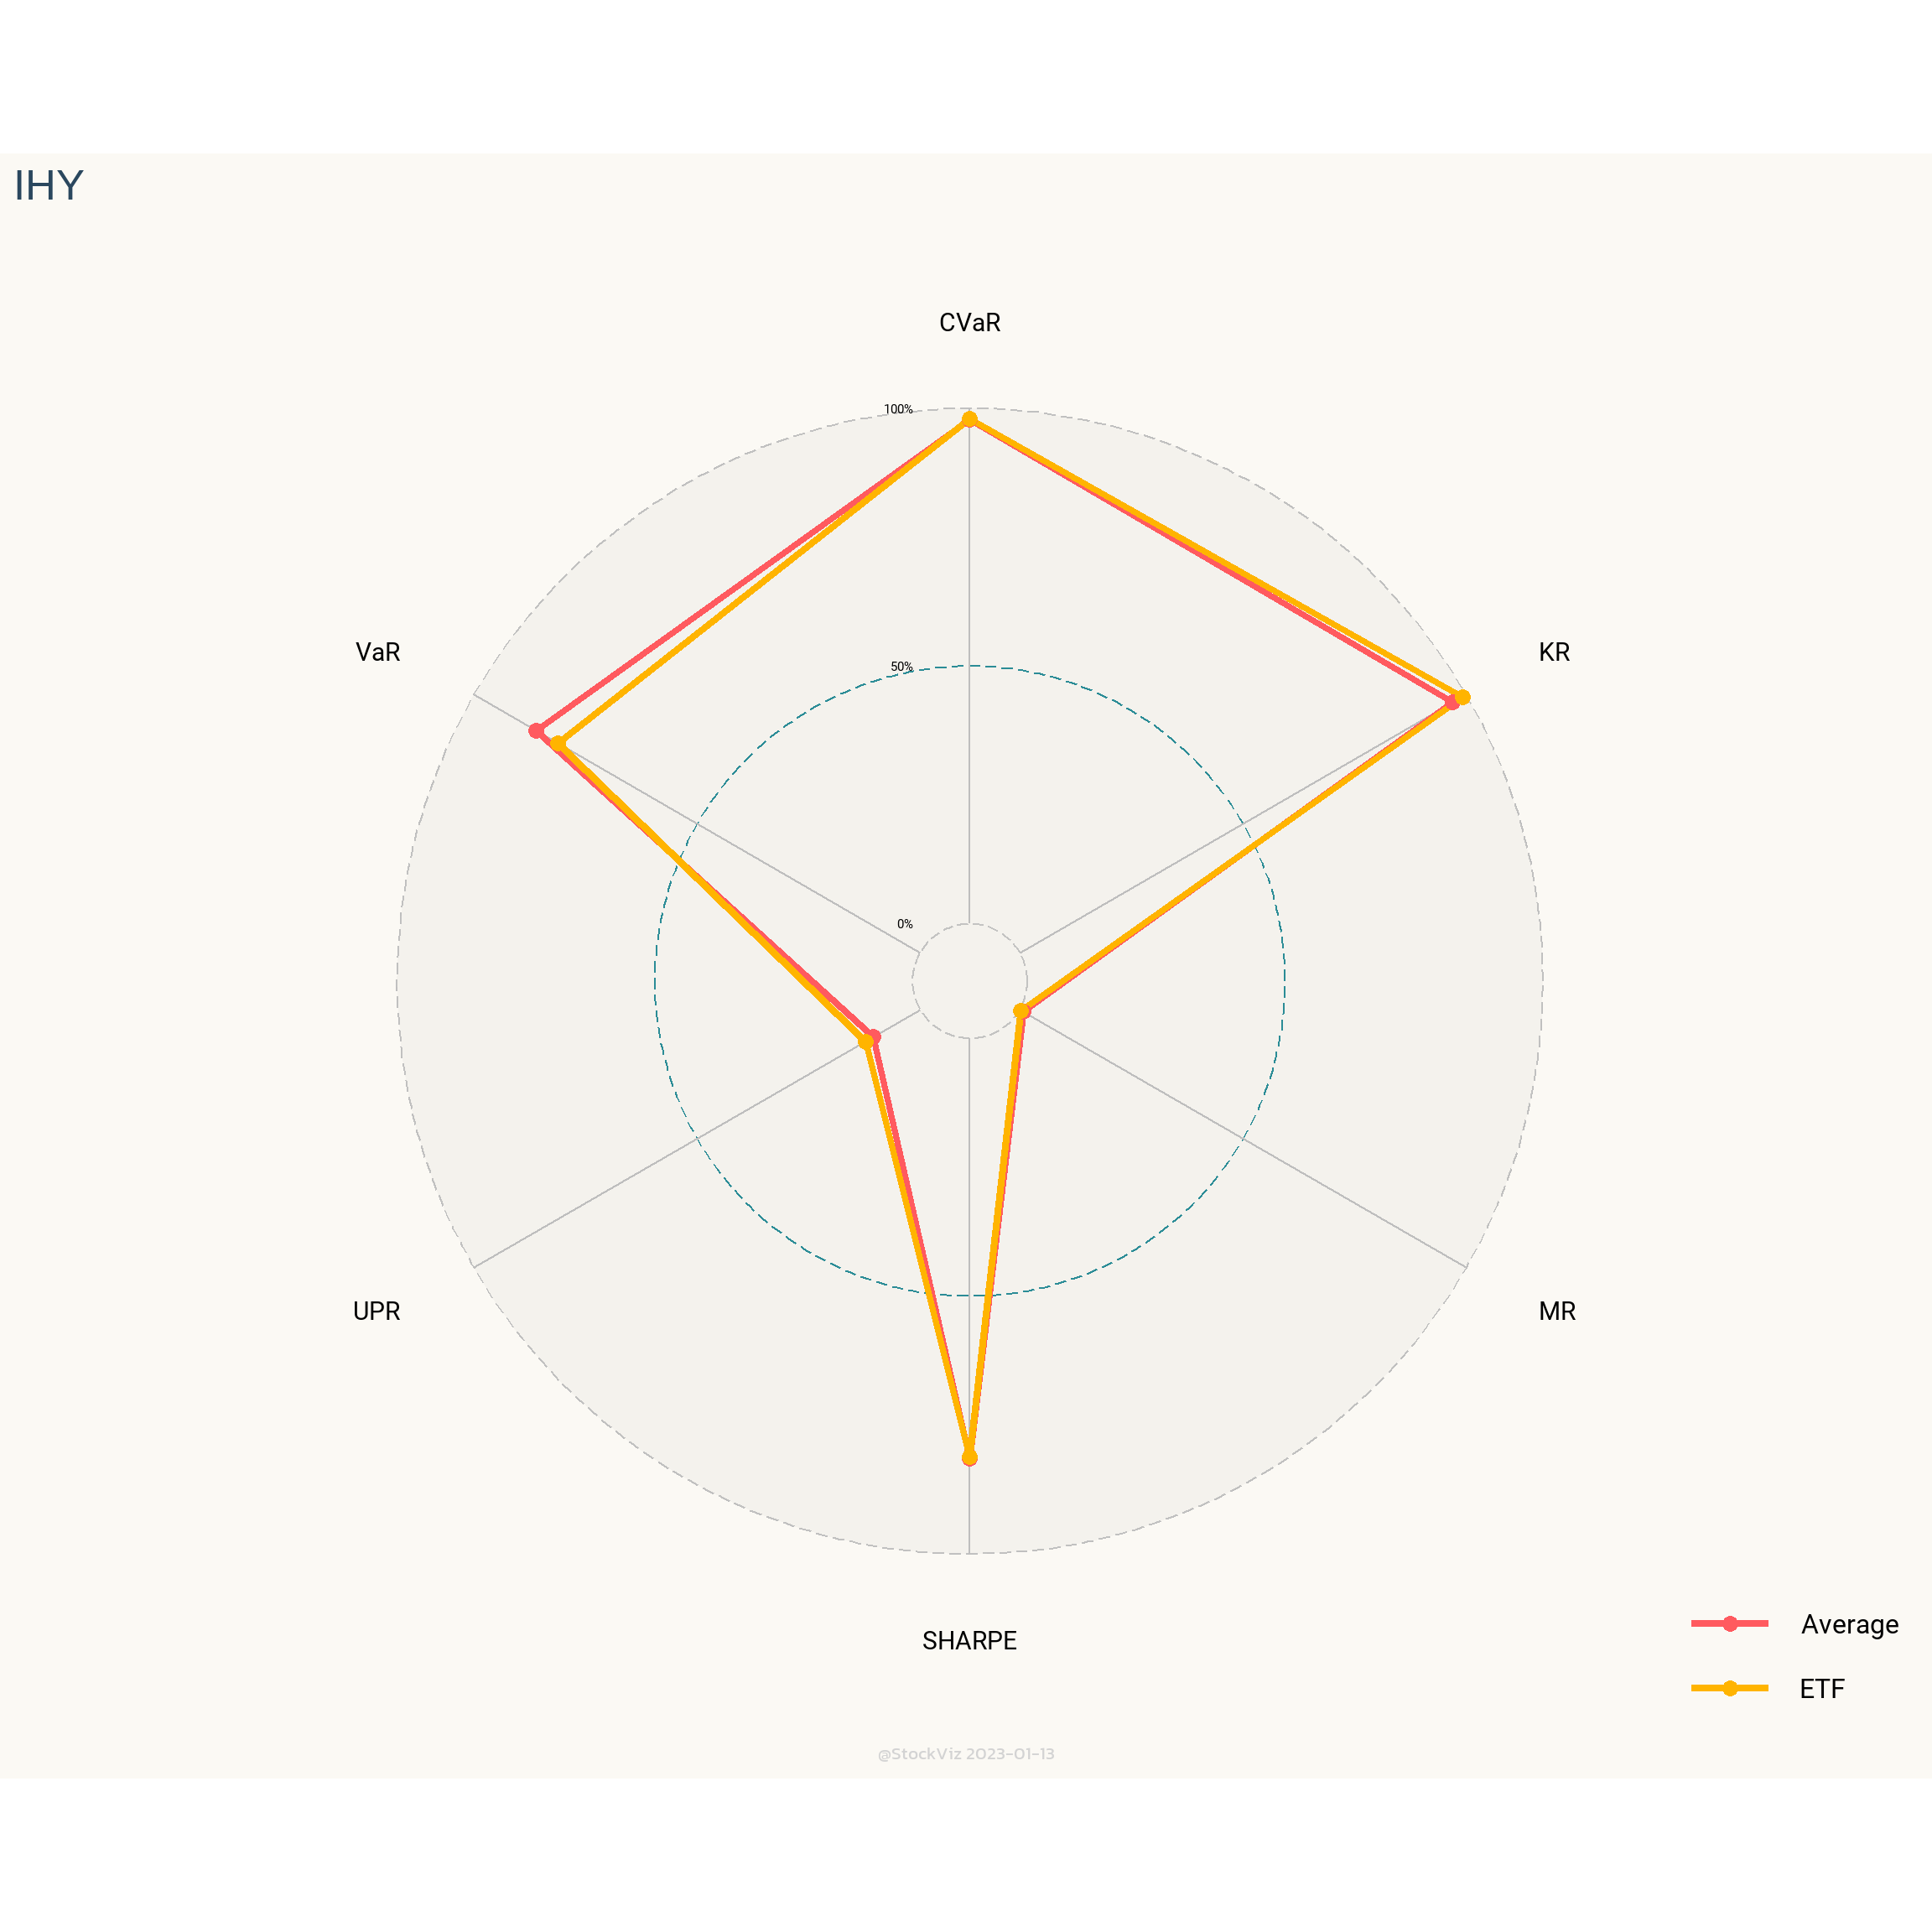 IHY
CVaR
100%
VaR
KR
50%
0%
UPR
MR
SHARPE
Average
ETF
@StockViz 2023-01-13